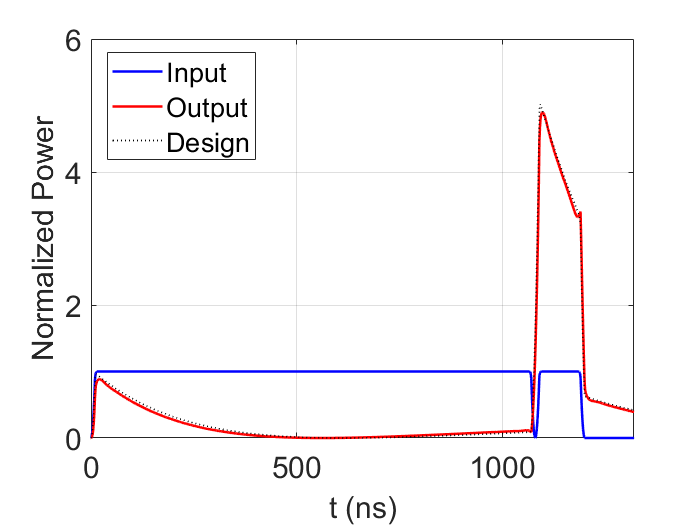 6
4
2
0
Normalized Power
Input
Output
Design
0 500 1000
t (ns)